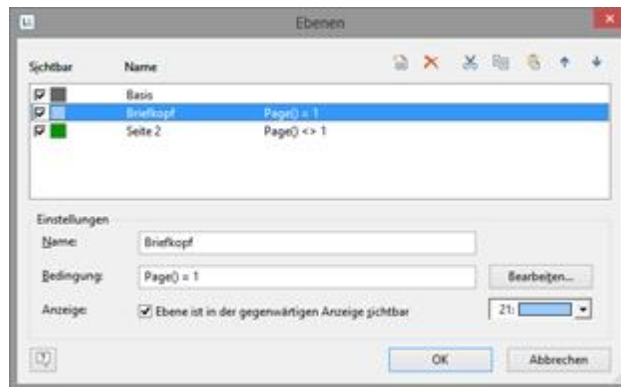 LL Ebenen
Sichtbar Name
Basis
Briefkopf Page() = 1
Seite 2 Page() <> 1
Einstellungen
Name: Briefkopf
Bedingung: Page() = 1 Bearbeiten...
Anzeige: Ebene ist in der gegenwärtigen Anzeige sichtbar 21:
OK Abbrechen